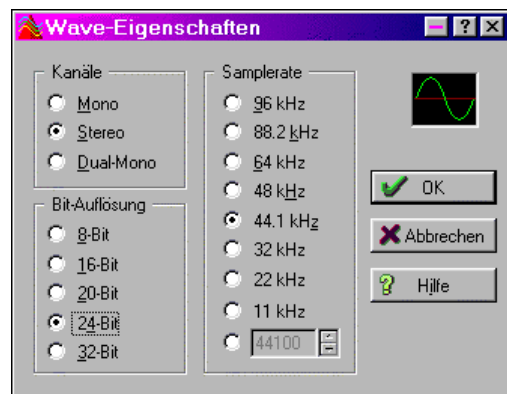 Wave-Eigenschaften
Kanäle
Mono
Stereo
Dual-Mono
Bit-Auflösung
8-Bit
16-Bit
20-Bit
24-Bit
32-Bit
Samplerate
96 kHz
88.2 kHz
64 kHz
48 kHz
44.1 kHz
32 kHz
22 kHz
11 kHz
44100
OK
Abbrechen
Hilfe